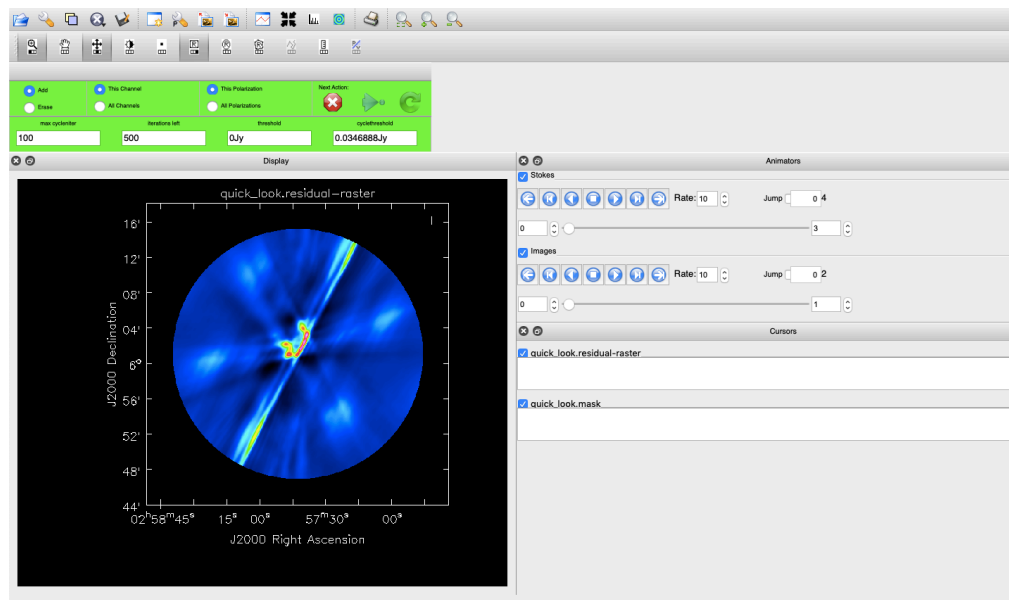 Add
This Channel
This Polarization
Next Action:
Erase
All Channels
All Polarizations
max cycleniter
iterations left
threshold
cyclethreshold
100
500
0Jy
0.0346888Jy
Display
quick_look.residual-raster
I
16'
12'
08'
04'
6°
56'
52'
48'
44'
J2000 Declination
02ʰ58ᵐ45ˢ 15ˢ 00ˢ 57ᵐ30ˢ 00ˢ
J2000 Right Ascension
Animators
Stokes
Rate: 10 Jump 0 4
0 3
Images
Rate: 10 Jump 0 2
0 1
Cursors
quick_look.residual-raster
quick_look.mask